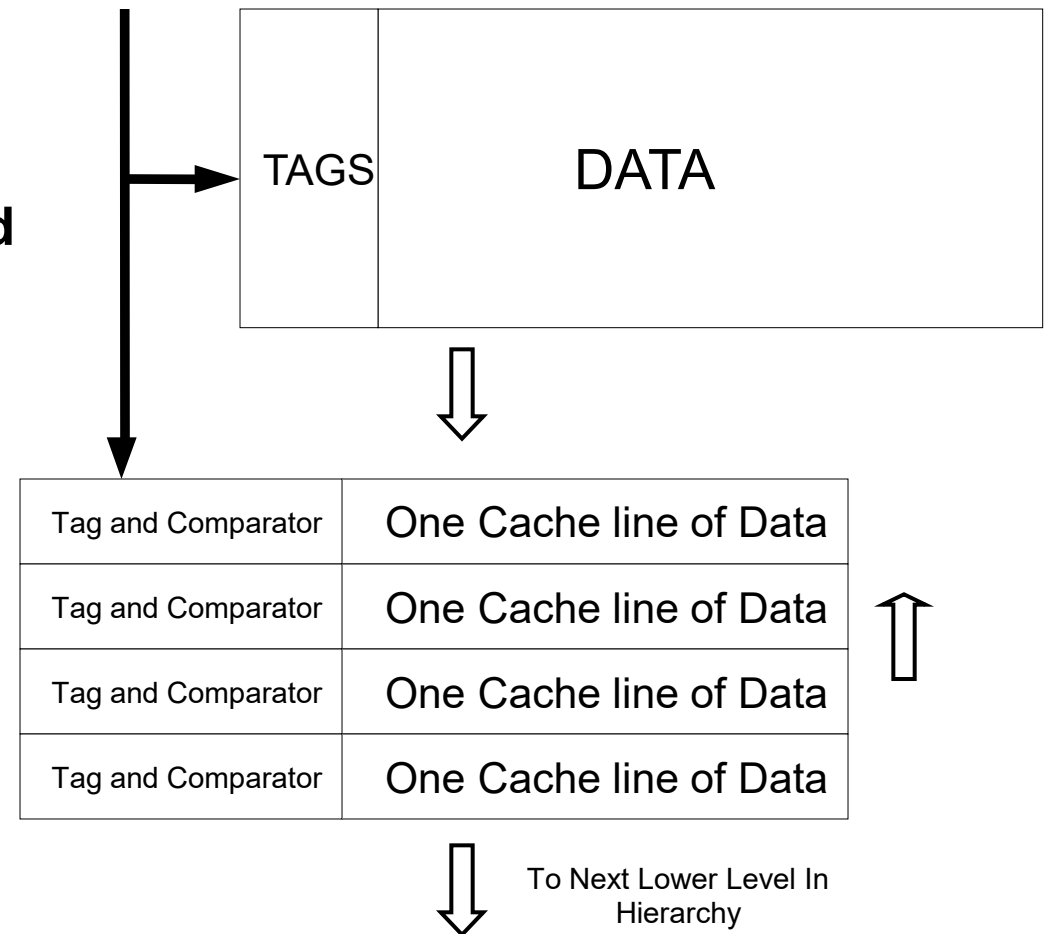 TAGS
DATA
d
Tag and Comparator
One Cache line of Data
Tag and Comparator
One Cache line of Data
Tag and Comparator
One Cache line of Data
Tag and Comparator
One Cache line of Data
To Next Lower Level In
Hierarchy